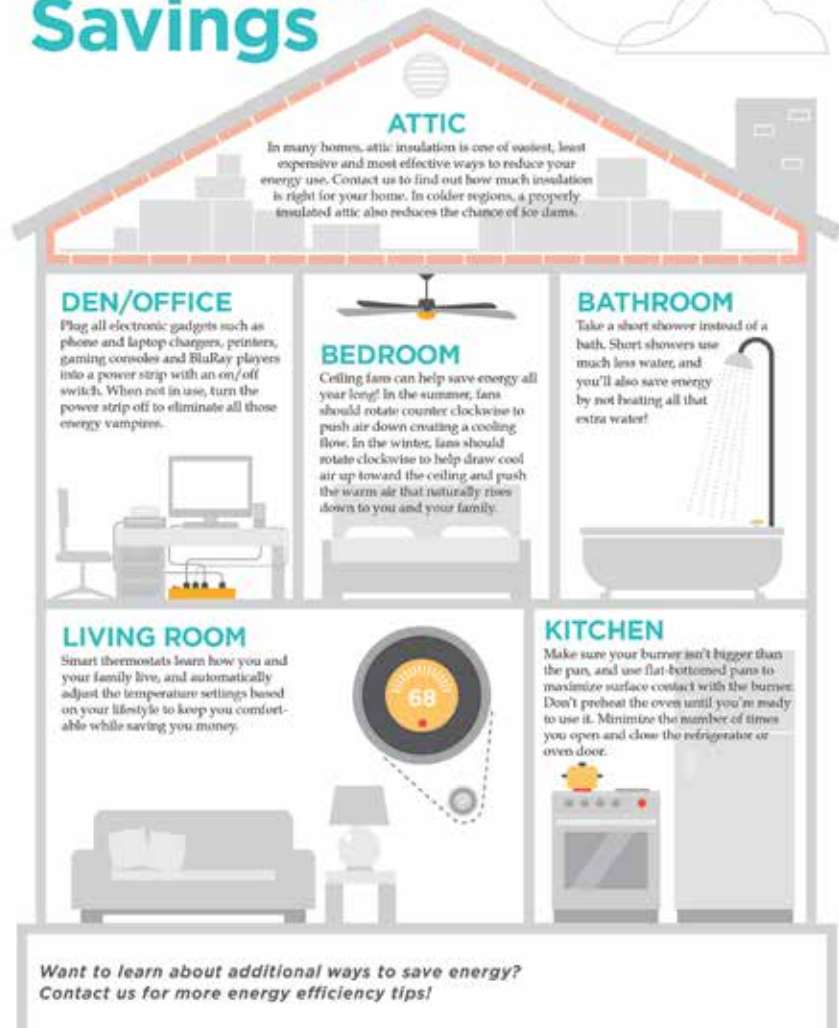 Savings
ATTIC
In many homes, attic insulation is one of easiest, least
expensive and most effective ways to reduce your
energy use. Contact us to find out how much insulation
is right for your home. In colder regions, a properly
insulated attic also reduces the chance of ice dams.
DEN/OFFICE
Plug all electronic gadgets such as
phone and laptop chargers, printers,
gaming consoles and BluRay players
into a power strip with an on/off
switch. When not in use, turn the
power strip off to eliminate all those
energy vampires.
BEDROOM
Ceiling fans can help save energy all
year long! In the summer, fans
should rotate counter clockwise to
push air down creating a cooling
flow. In the winter, fans should
rotate clockwise to help draw cool
air up toward the ceiling and push
the warm air that naturally rises
down to you and your family.
BATHROOM
Take a short shower instead of a
bath. Short showers use
much less water, and
you'll also save energy
by not heating all that
extra water!
LIVING ROOM
Smart thermostats learn how you and
your family live, and automatically
adjust the temperature settings based
on your lifestyle to keep you comfort-
able while saving you money.
68
KITCHEN
Make sure your burner isn't bigger than
the pan, and use flat-bottomed pans to
maximize surface contact with the burner.
Don't preheat the oven until you're ready
to use it. Minimize the number of times
you open and close the refrigerator or
oven door.
Want to learn about additional ways to save energy?
Contact us for more energy efficiency tips!